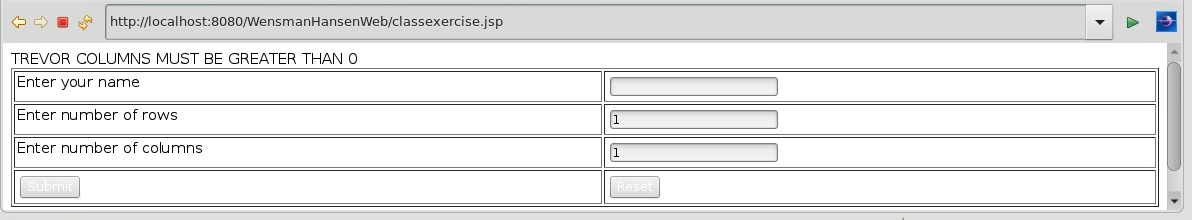 http://localhost:8080/WensmanHansenWeb/classexercise.jsp
TREVOR COLUMNS MUST BE GREATER THAN 0
Enter your name
Enter number of rows 1
Enter number of columns 1
Submit Reset